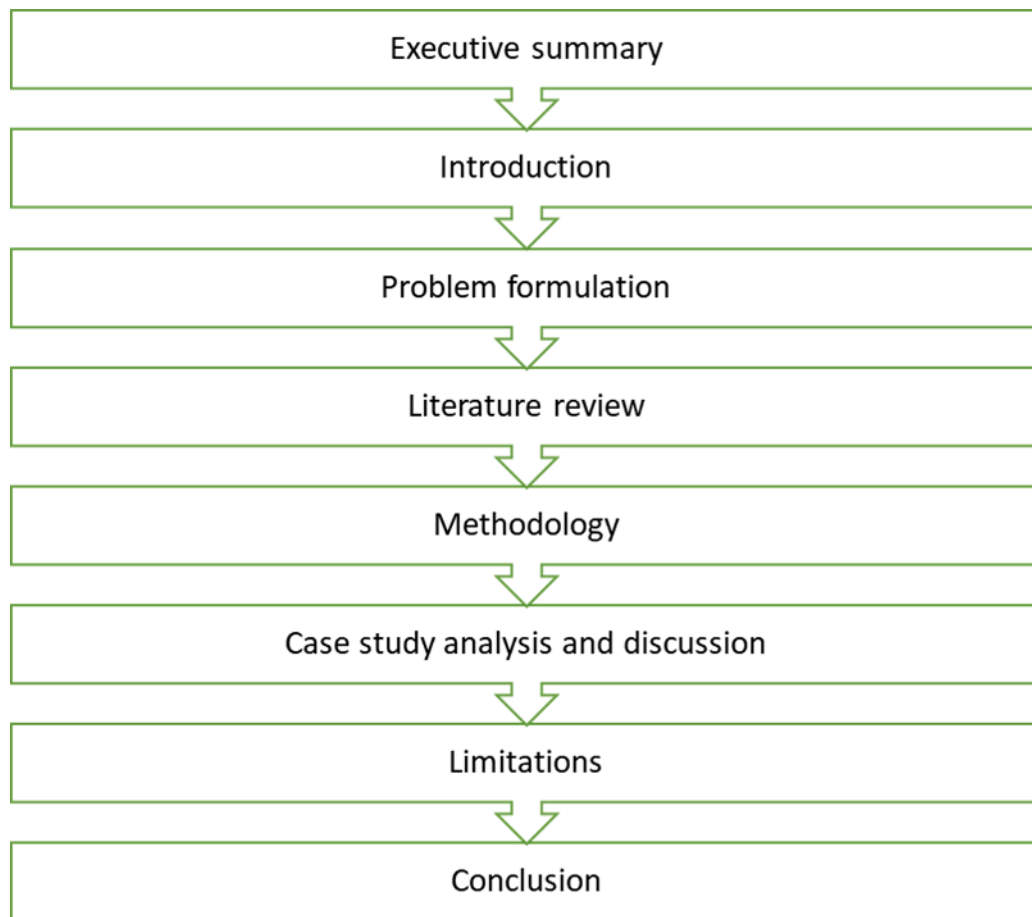 Executive summary
Introduction
Problem formulation
Literature review
Methodology
Case study analysis and discussion
Limitations
Conclusion